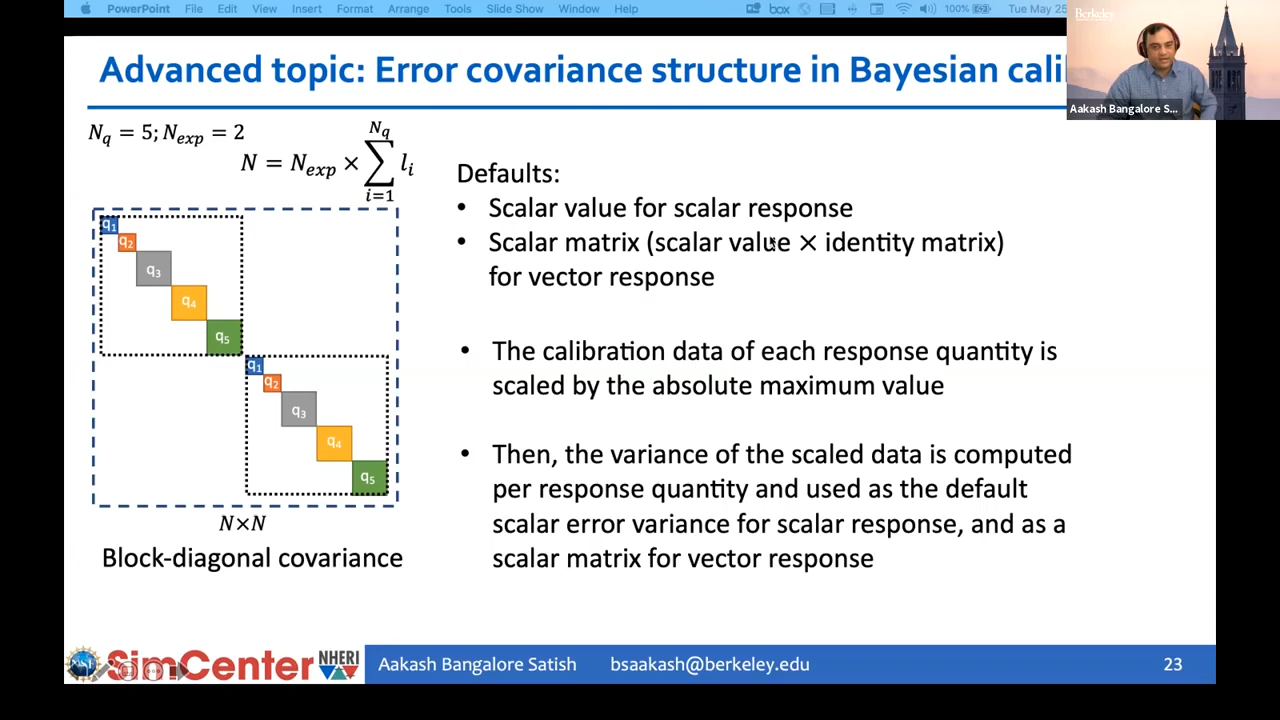 PowerPoint File Edit View Insert Format Arrange Tools Slide Show Window Help box 100% Tue May 25
Berkeley
Aakash Bangalore S...
Advanced topic: Error covariance structure in Bayesian cali
N_q = 5; N_exp = 2
N = N_exp × ∑_{i=1}^{N_q} l_i
q₁
q₂
q₃
q₄
q₅
q₁
q₂
q₃
q₄
q₅
N×N
Block-diagonal covariance
Defaults:
• Scalar value for scalar response
• Scalar matrix (scalar value × identity matrix)
for vector response
• The calibration data of each response quantity is
scaled by the absolute maximum value
• Then, the variance of the scaled data is computed
per response quantity and used as the default
scalar error variance for scalar response, and as a
scalar matrix for vector response
NSF SimCenter NHERI Aakash Bangalore Satish bsaakash@berkeley.edu 23